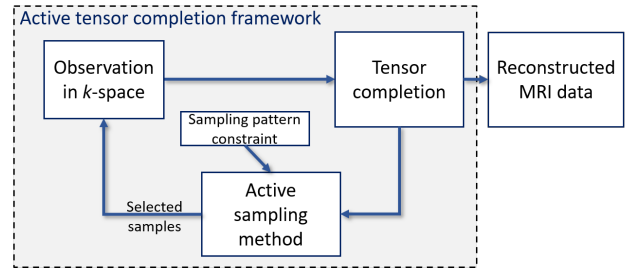 Active tensor completion framework
Observation
in k-space
Tensor
completion
Reconstructed
MRI data
Sampling pattern
constraint
Active
sampling
method
Selected
samples